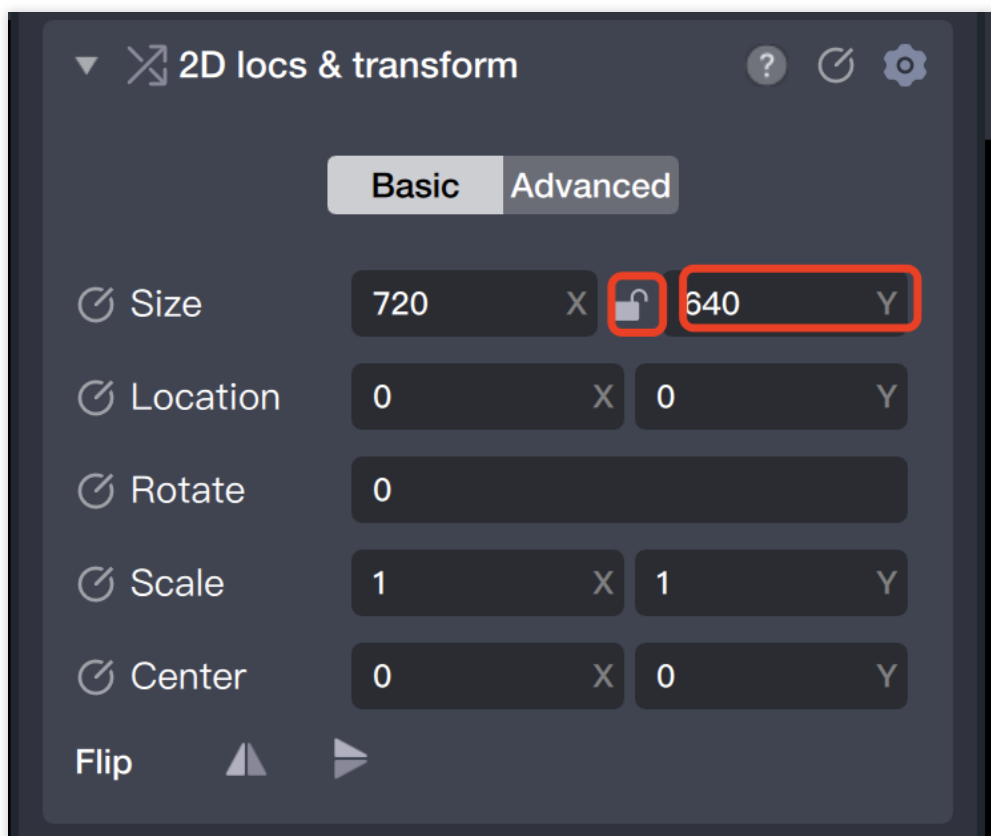 2D locs & transform ?
Basic Advanced
Size 720 X 640 Y
Location 0 X 0 Y
Rotate 0
Scale 1 X 1 Y
Center 0 X 0 Y
Flip